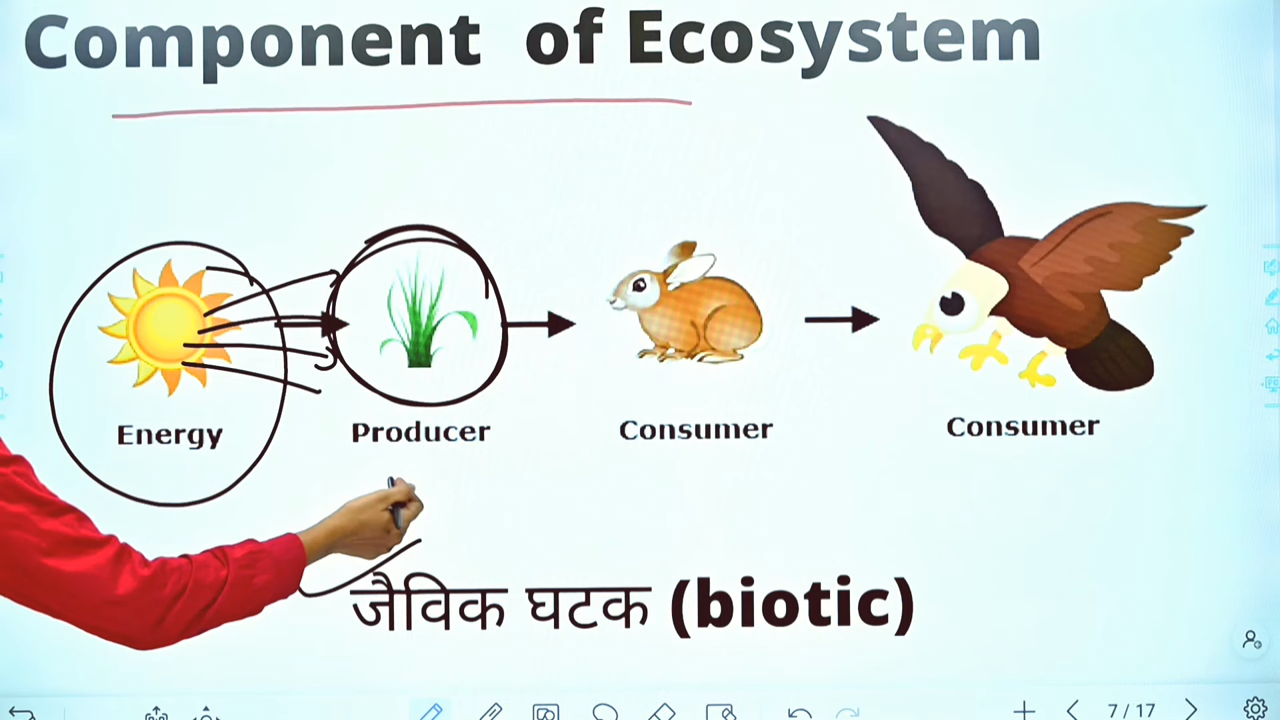 Component of Ecosystem
Energy Producer Consumer Consumer
जैविक घटक (biotic)
7 / 17